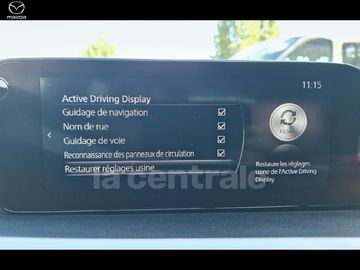 mazda
11:15
Active Driving Display
Guidage de navigation
Nom de rue
Guidage de voie
Reconnaissance des panneaux de circulation
Restaurer réglages usine
Restaure les réglages
usine de l'Active Driving
Display.
la centrale